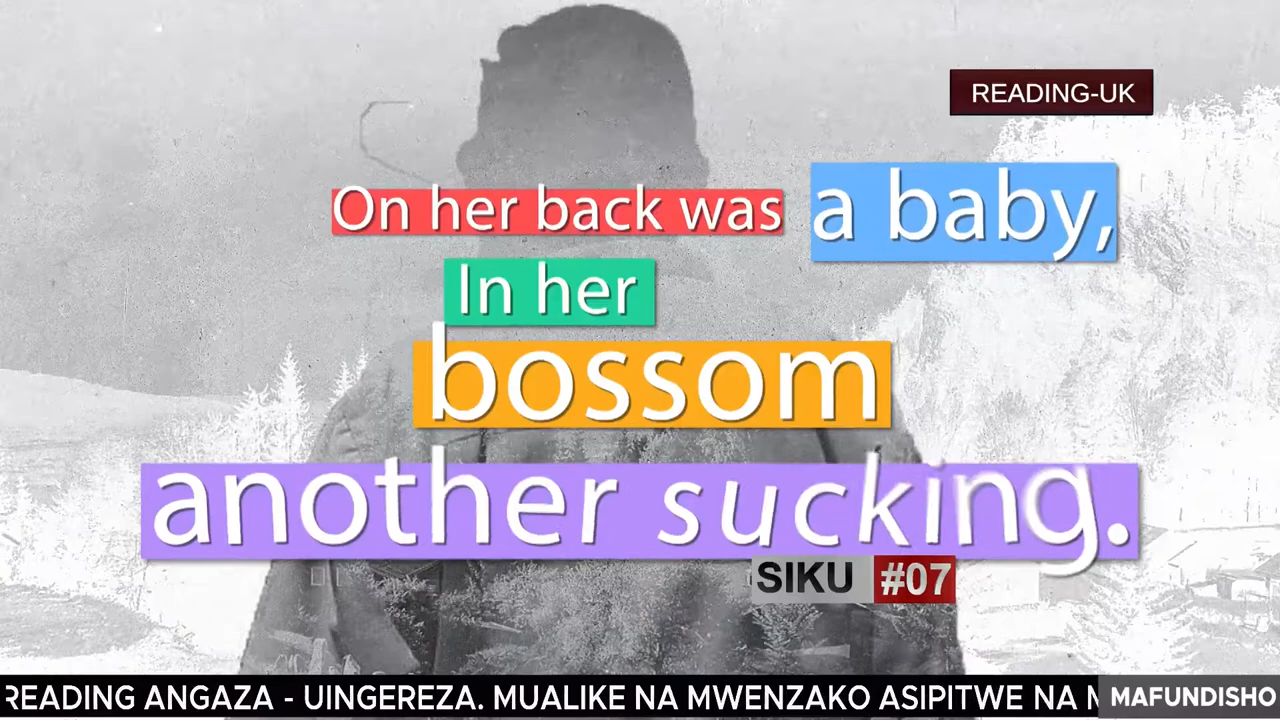 READING-UK
On her back was a baby,
In her
bossom
another sucking.
SIKU #07
READING ANGAZA - UINGEREZA. MUALIKE NA MWENZAKO ASIPITWE NA
MAFUNDISHO